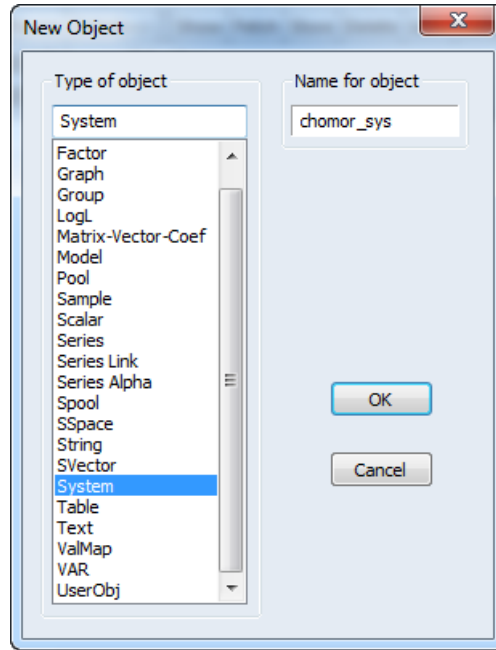 New Object
Type of object
System
Factor
Graph
Group
LogL
Matrix-Vector-Coef
Model
Pool
Sample
Scalar
Series
Series Link
Series Alpha
Spool
SSpace
String
SVector
System
Table
Text
ValMap
VAR
UserObj
Name for object
chomor_sys
OK
Cancel